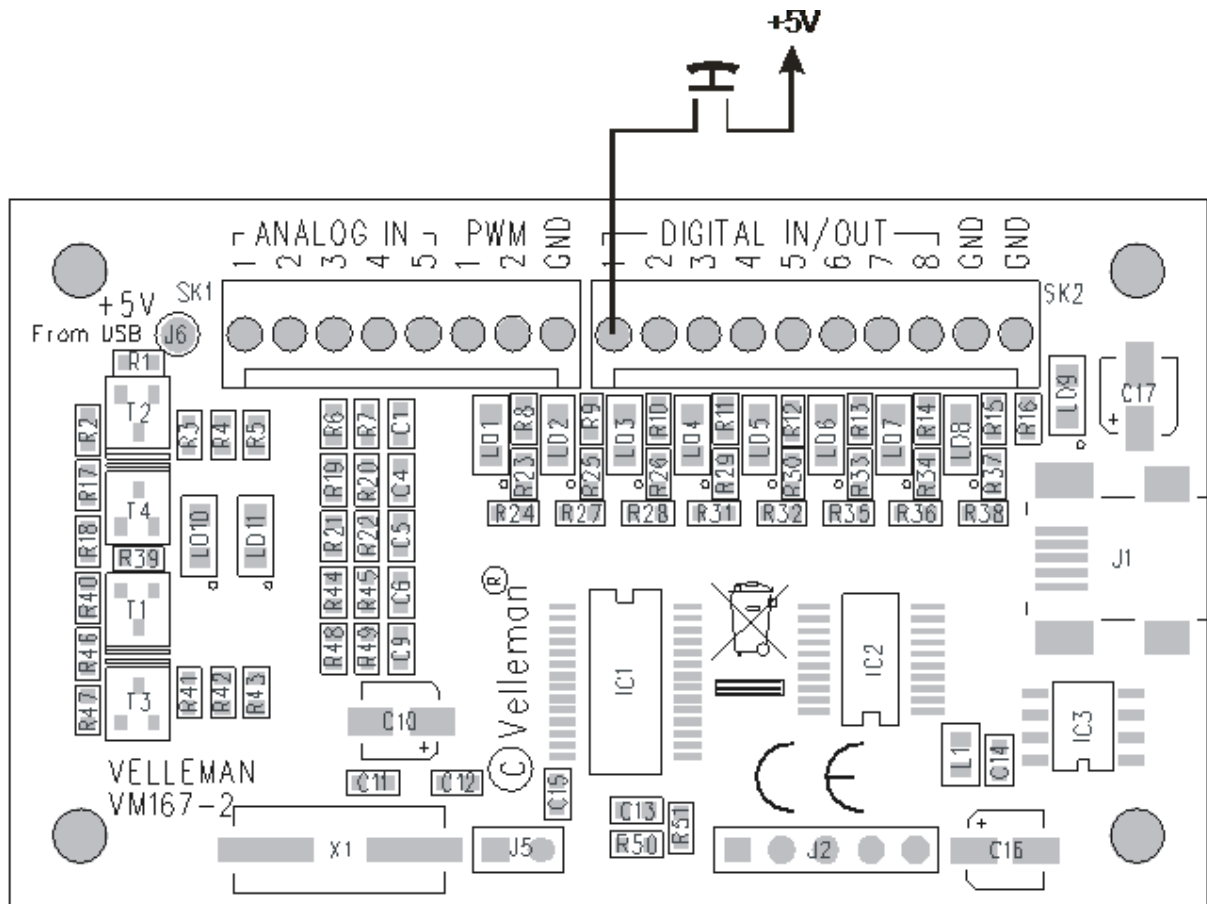 +5V
ANALOG IN PWM GND DIGITAL IN/OUT GND GND
1 2 3 4 5 1 2 1 2 3 4 5 6 7 8
SK1 SK2
+5V
From USB J6
R1
T2
R2 R3 R4 R5 R6 R7 C1
LD1 R8 LD2 R9 LD3 R10 LD4 R11 LD5 R12 LD6 R13 LD7 R14 LD8 R15 R16 LD9 C17 +
R17 R19 R20 C4 R23 R25 R26 R29 R30 R33 R34 R37
T4
R18 LD10 LD11 R21 R22 C5 R24 R27 R28 R31 R32 R35 R36 R38
R39
J1
R40 T1 R44 R45 C6
R46 R48 R49 C9
© Velleman®
IC1 IC2 IC3
R47 T3 R41 R42 R43
C10 +
L1 C14
VELLEMAN
VM167-2
C11 C12 C15 CE
C13 R51
R50
X1 J5 J2 + C16